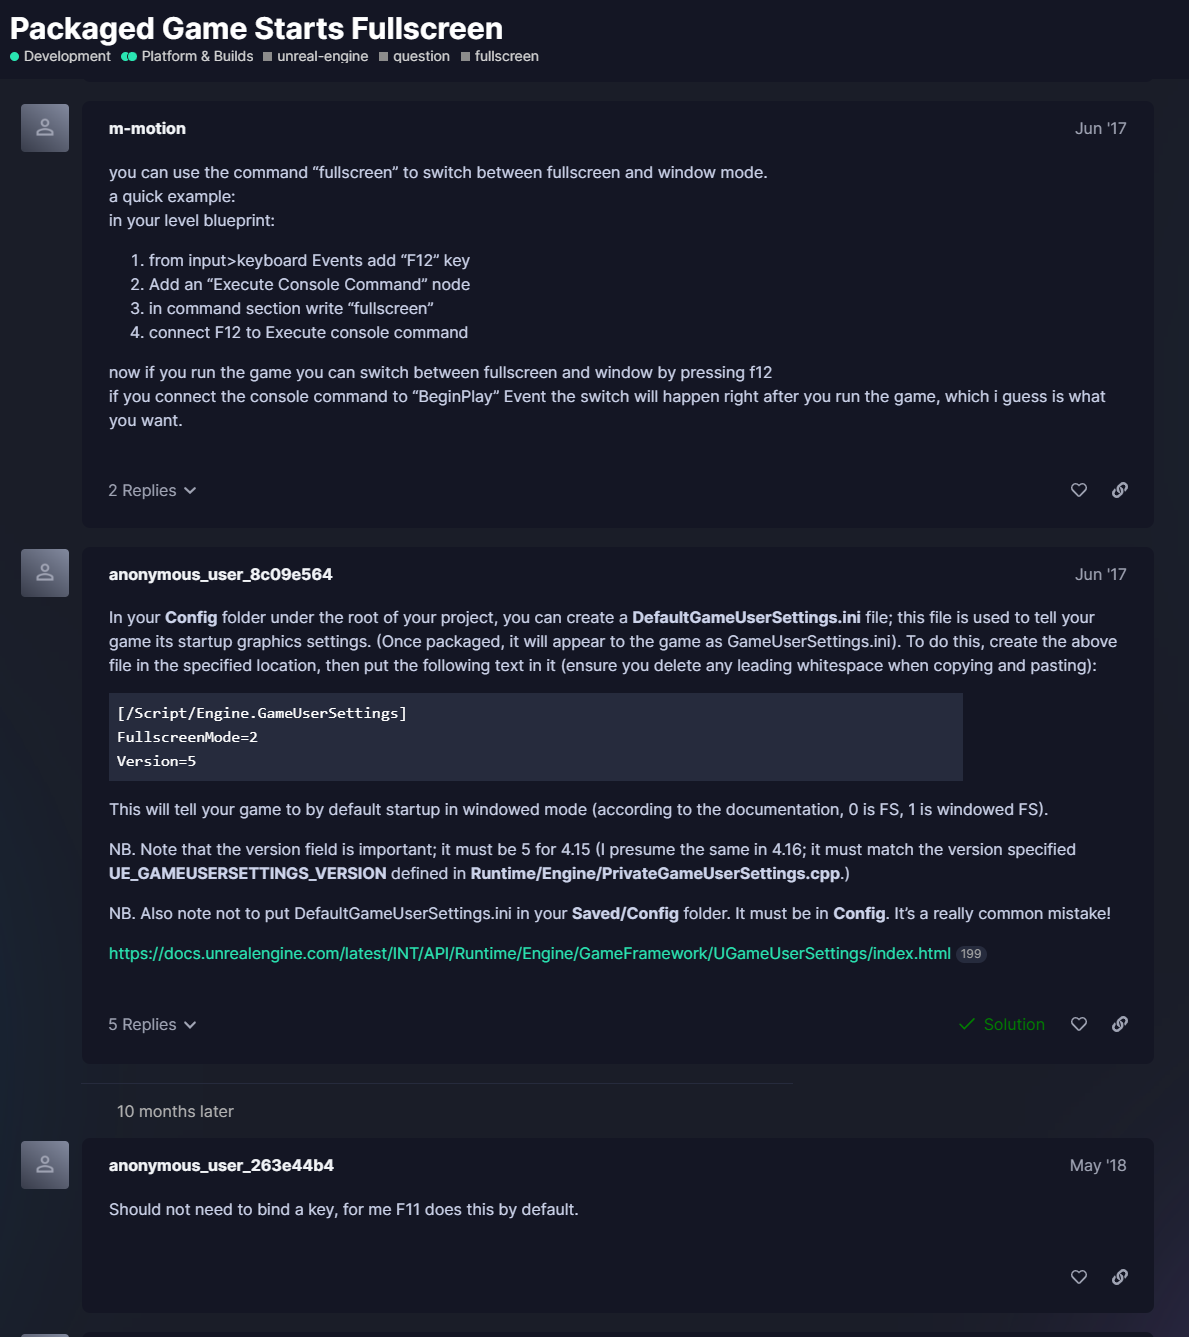 Packaged Game Starts Fullscreen
Development Platform & Builds unreal-engine question fullscreen
m-motion Jun '17
you can use the command “fullscreen” to switch between fullscreen and window mode.
a quick example:
in your level blueprint:
1. from input>keyboard Events add “F12” key
2. Add an “Execute Console Command” node
3. in command section write “fullscreen”
4. connect F12 to Execute console command
now if you run the game you can switch between fullscreen and window by pressing f12
if you connect the console command to “BeginPlay” Event the switch will happen right after you run the game, which i guess is what
you want.
2 Replies
anonymous_user_8c09e564 Jun '17
In your Config folder under the root of your project, you can create a DefaultGameUserSettings.ini file; this file is used to tell your
game its startup graphics settings. (Once packaged, it will appear to the game as GameUserSettings.ini). To do this, create the above
file in the specified location, then put the following text in it (ensure you delete any leading whitespace when copying and pasting):
[/Script/Engine.GameUserSettings]
FullscreenMode=2
Version=5
This will tell your game to by default startup in windowed mode (according to the documentation, 0 is FS, 1 is windowed FS).
NB. Note that the version field is important; it must be 5 for 4.15 (I presume the same in 4.16; it must match the version specified
UE_GAMEUSERSETTINGS_VERSION defined in Runtime/Engine/PrivateGameUserSettings.cpp.)
NB. Also note not to put DefaultGameUserSettings.ini in your Saved/Config folder. It must be in Config. It’s a really common mistake!
https://docs.unrealengine.com/latest/INT/API/Runtime/Engine/GameFramework/UGameUserSettings/index.html 199
5 Replies Solution
10 months later
anonymous_user_263e44b4 May '18
Should not need to bind a key, for me F11 does this by default.